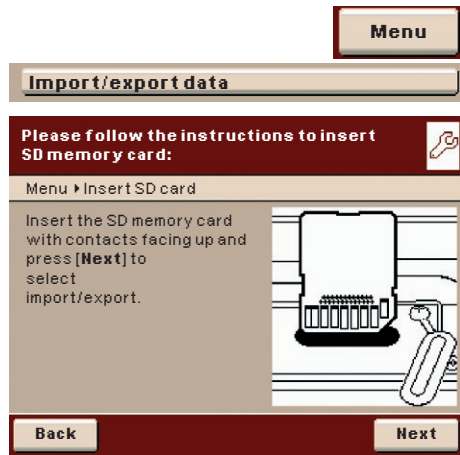 Menu
Import/export data
Please follow the instructions to insert
SD memory card:
Menu ▸ Insert SD card
Insert the SD memory card
with contacts facing up and
press [Next] to
select
import/export.
Back
Next